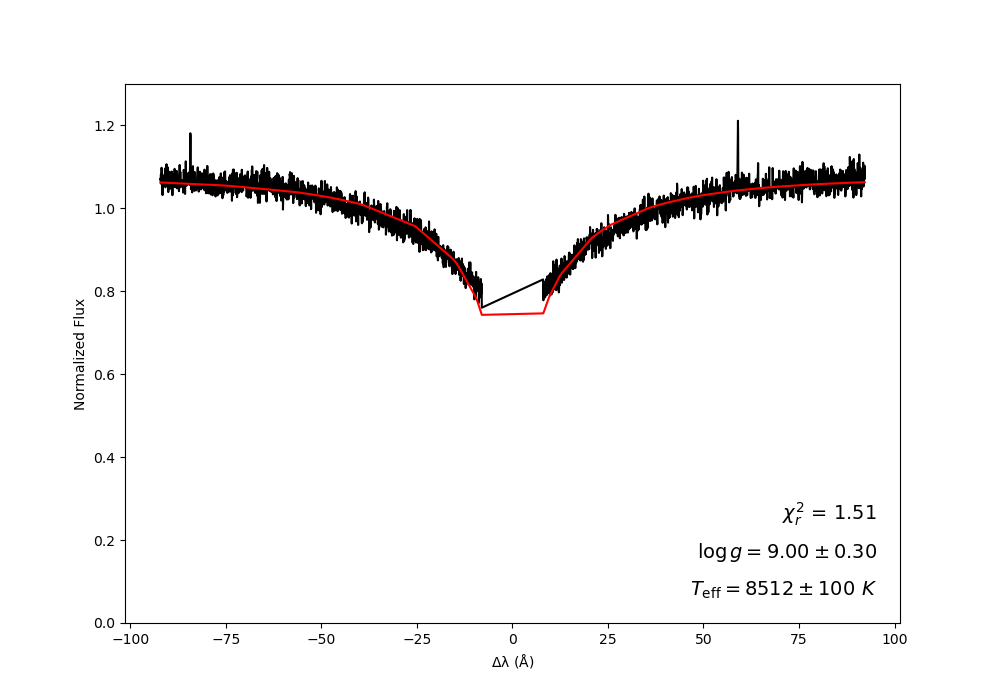 1.2
1.0
0.8
0.6
0.4
0.2
0.0
Normalized Flux
χ²ᵣ = 1.51
log g = 9.00 ± 0.30
T_eff = 8512 ± 100 K
−100 −75 −50 −25 0 25 50 75 100
Δλ (Å)